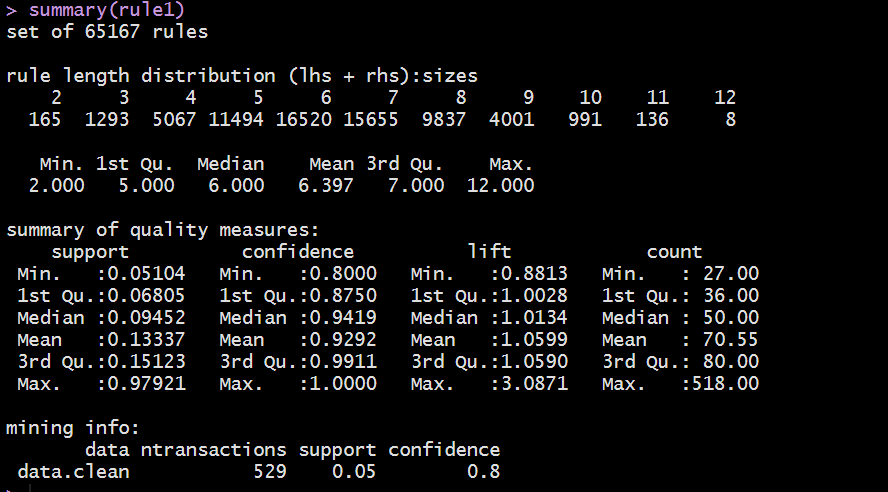 > summary(rule1)
set of 65167 rules
rule length distribution (lhs + rhs):sizes
2 3 4 5 6 7 8 9 10 11 12
165 1293 5067 11494 16520 15655 9837 4001 991 136 8
Min. 1st Qu. Median Mean 3rd Qu. Max.
2.000 5.000 6.000 6.397 7.000 12.000
summary of quality measures:
support confidence lift count
Min. :0.05104 Min. :0.8000 Min. :0.8813 Min. : 27.00
1st Qu.:0.06805 1st Qu.:0.8750 1st Qu.:1.0028 1st Qu.: 36.00
Median :0.09452 Median :0.9419 Median :1.0134 Median : 50.00
Mean :0.13337 Mean :0.9292 Mean :1.0599 Mean : 70.55
3rd Qu.:0.15123 3rd Qu.:0.9911 3rd Qu.:1.0590 3rd Qu.: 80.00
Max. :0.97921 Max. :1.0000 Max. :3.0871 Max. :518.00
mining info:
data ntransactions support confidence
data.clean 529 0.05 0.8